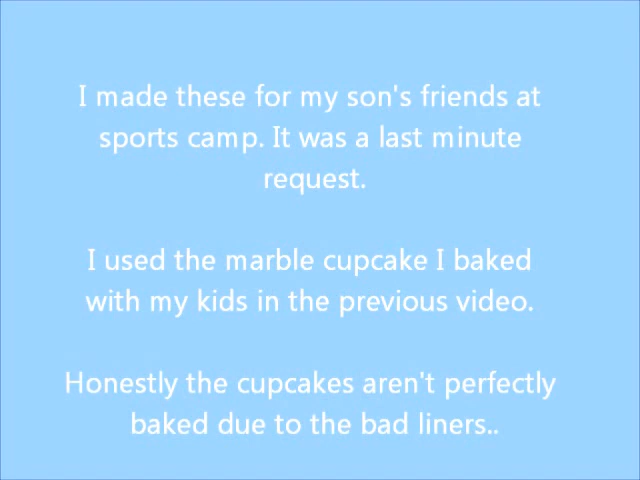 I made these for my son's friends at
sports camp. It was a last minute
request.
I used the marble cupcake I baked
with my kids in the previous video.
Honestly the cupcakes aren't perfectly
baked due to the bad liners..